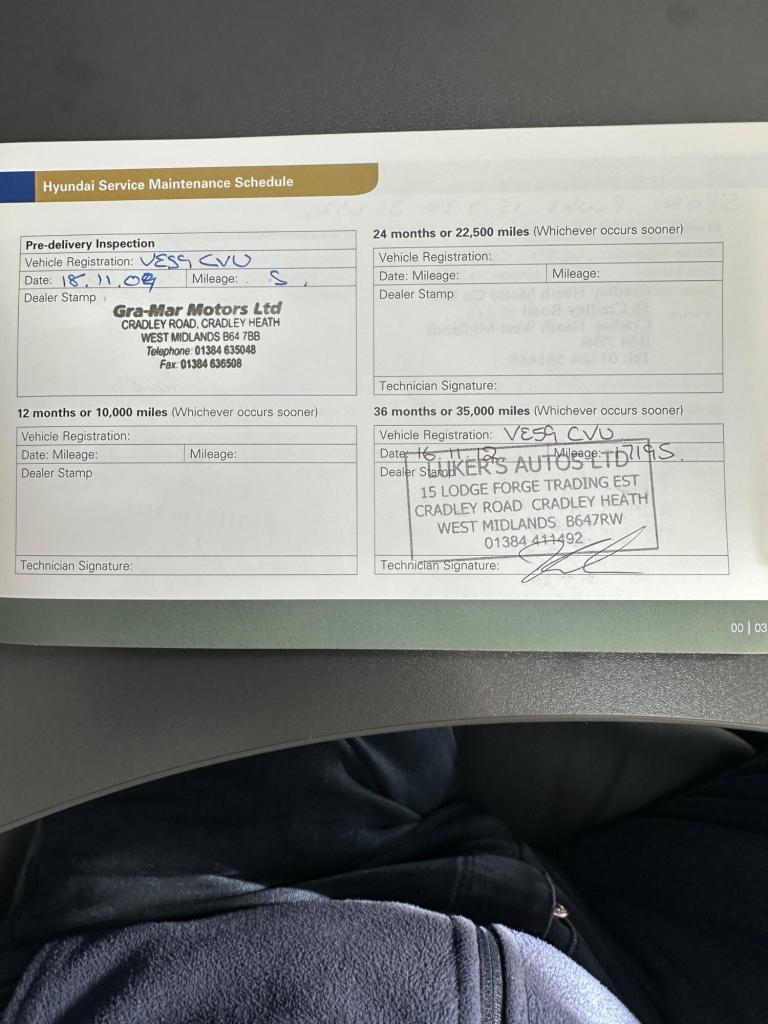 Hyundai Service Maintenance Schedule
Pre-delivery Inspection
Vehicle Registration: VE59 CVU
Date: 18.11.09 Mileage: 5.
Dealer Stamp
Gra-Mar Motors Ltd
CRADLEY ROAD, CRADLEY HEATH
WEST MIDLANDS B64 7BB
Telephone: 01384 635048
Fax: 01384 636508
12 months or 10,000 miles (Whichever occurs sooner)
Vehicle Registration:
Date: Mileage: Mileage:
Dealer Stamp
Technician Signature:
24 months or 22,500 miles (Whichever occurs sooner)
Vehicle Registration:
Date: Mileage: Mileage:
Dealer Stamp
Technician Signature:
36 months or 35,000 miles (Whichever occurs sooner)
Vehicle Registration: VE59 CVU
Date: 16.11.12 Mileage: 17195.
Dealer Stamp
LUKER'S AUTOS LTD
15 LODGE FORGE TRADING EST
CRADLEY ROAD CRADLEY HEATH
WEST MIDLANDS B647RW
01384 411492
Technician Signature:
00 | 03